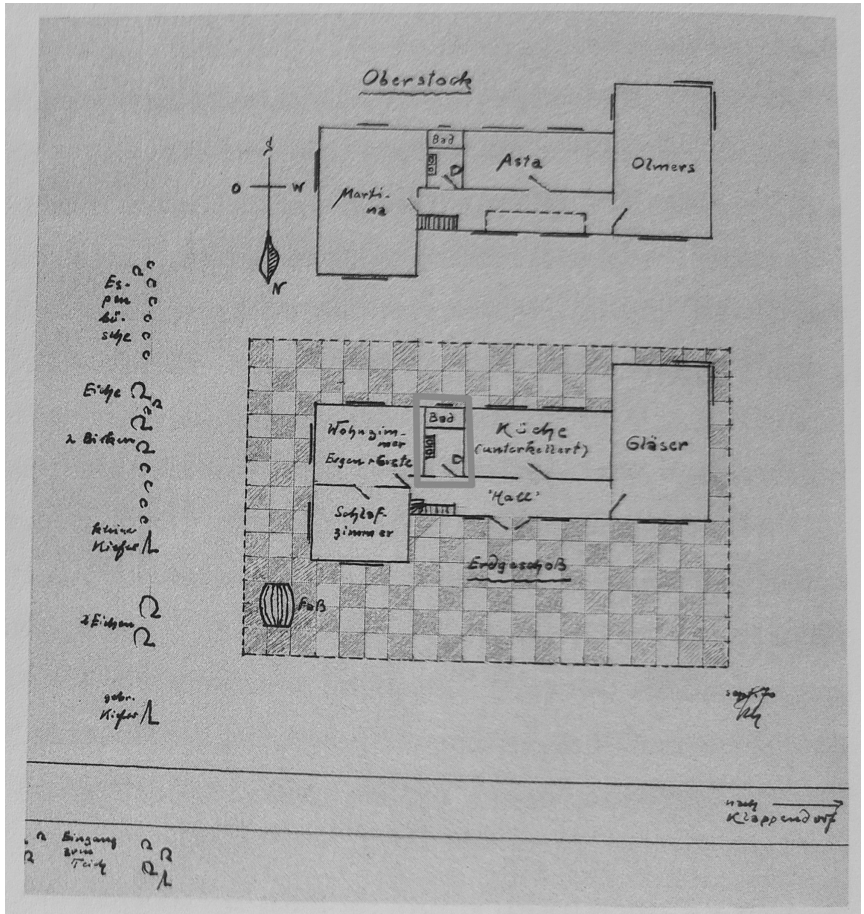 Oberstock
S
O
W
N
Bad
Asta
Olmers
Marti-
na
Es-
pen
bü-
sche
Eiche
2 Birken
kleine
Kiefer
2 Eichen
gebr.
Kiefer
Wohnzim-
mer
Eugen+Grete
Bad
Küche
(unterkellert)
Gläser
'Hall'
Schlaf-
zimmer
Erdgeschoß
Faß
nach
Klappendorf
Eingang
zum
Teich